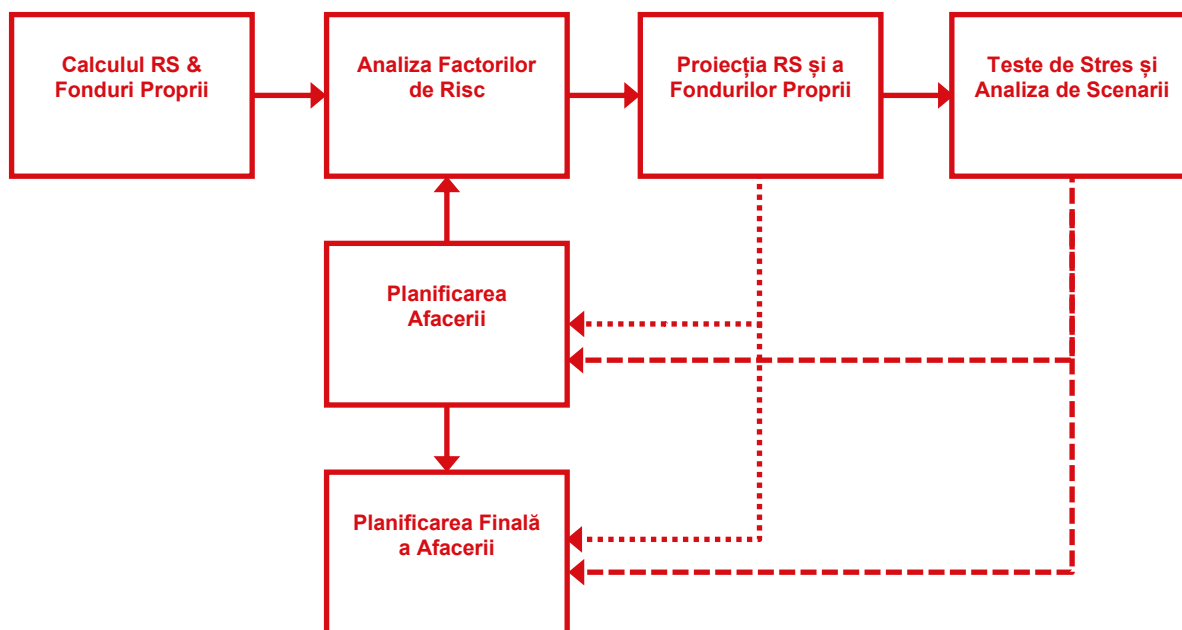 Calculul RS &
Fonduri Proprii
Analiza Factorilor
de Risc
Proiecția RS și a
Fondurilor Proprii
Teste de Stres și
Analiza de Scenarii
Planificarea
Afacerii
Planificarea Finală
a Afacerii